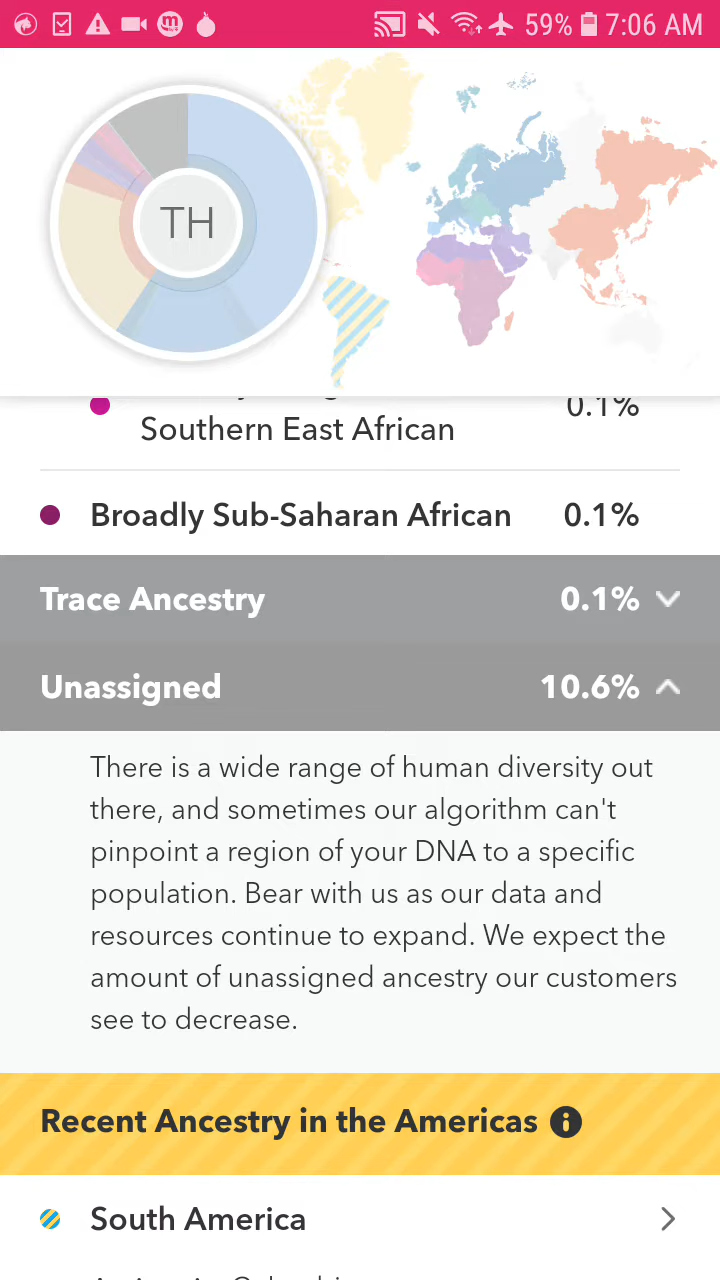 59% 7:06 AM
TH
0.1%
Southern East African
Broadly Sub-Saharan African 0.1%
Trace Ancestry 0.1%
Unassigned 10.6%
There is a wide range of human diversity out
there, and sometimes our algorithm can't
pinpoint a region of your DNA to a specific
population. Bear with us as our data and
resources continue to expand. We expect the
amount of unassigned ancestry our customers
see to decrease.
Recent Ancestry in the Americas
South America